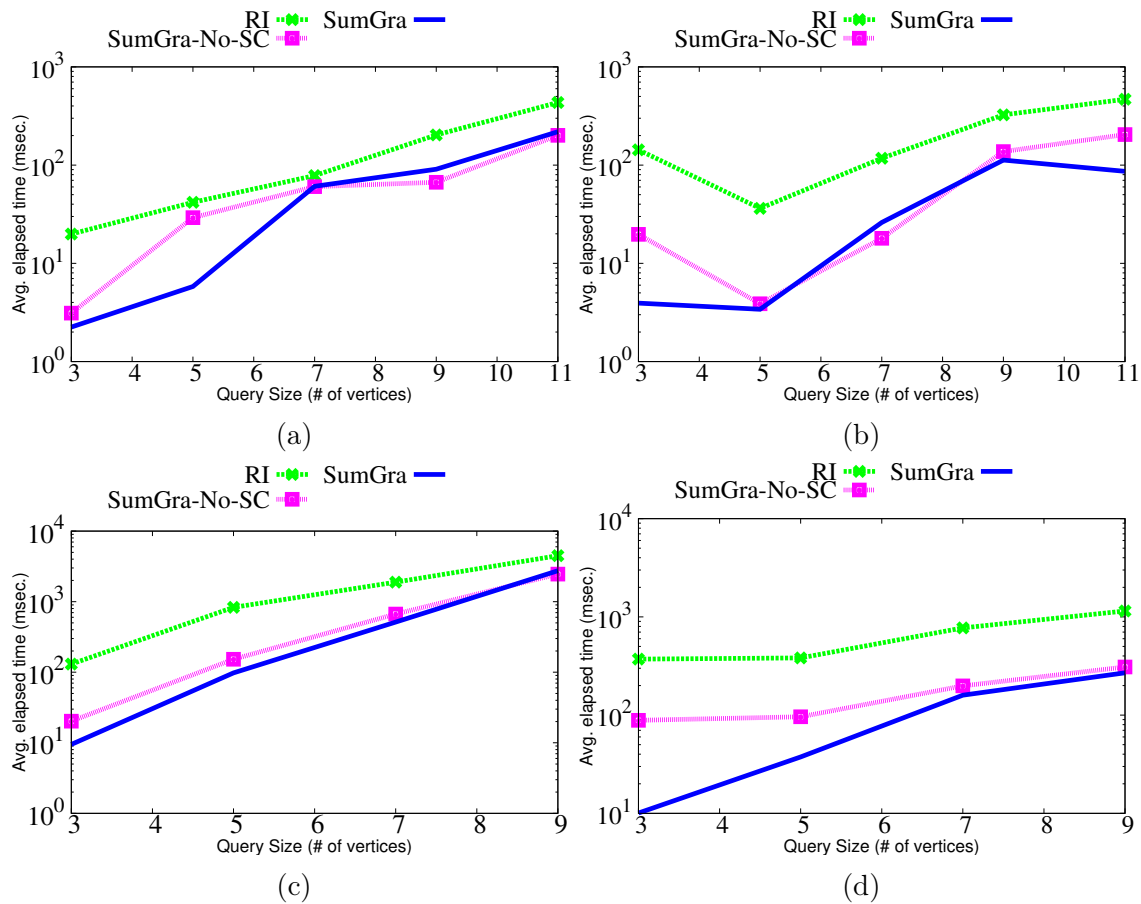 RI SumGra
SumGra-No-SC
10^3
10^2
10^1
10^0
Avg. elapsed time (msec.)
3 4 5 6 7 8 9 10 11
Query Size (# of vertices)
(a)
RI SumGra
SumGra-No-SC
10^3
10^2
10^1
10^0
Avg. elapsed time (msec.)
3 4 5 6 7 8 9 10 11
Query Size (# of vertices)
(b)
RI SumGra
SumGra-No-SC
10^4
10^3
10^2
10^1
10^0
Avg. elapsed time (msec.)
3 4 5 6 7 8 9
Query Size (# of vertices)
(c)
RI SumGra
SumGra-No-SC
10^4
10^3
10^2
10^1
Avg. elapsed time (msec.)
3 4 5 6 7 8 9
Query Size (# of vertices)
(d)